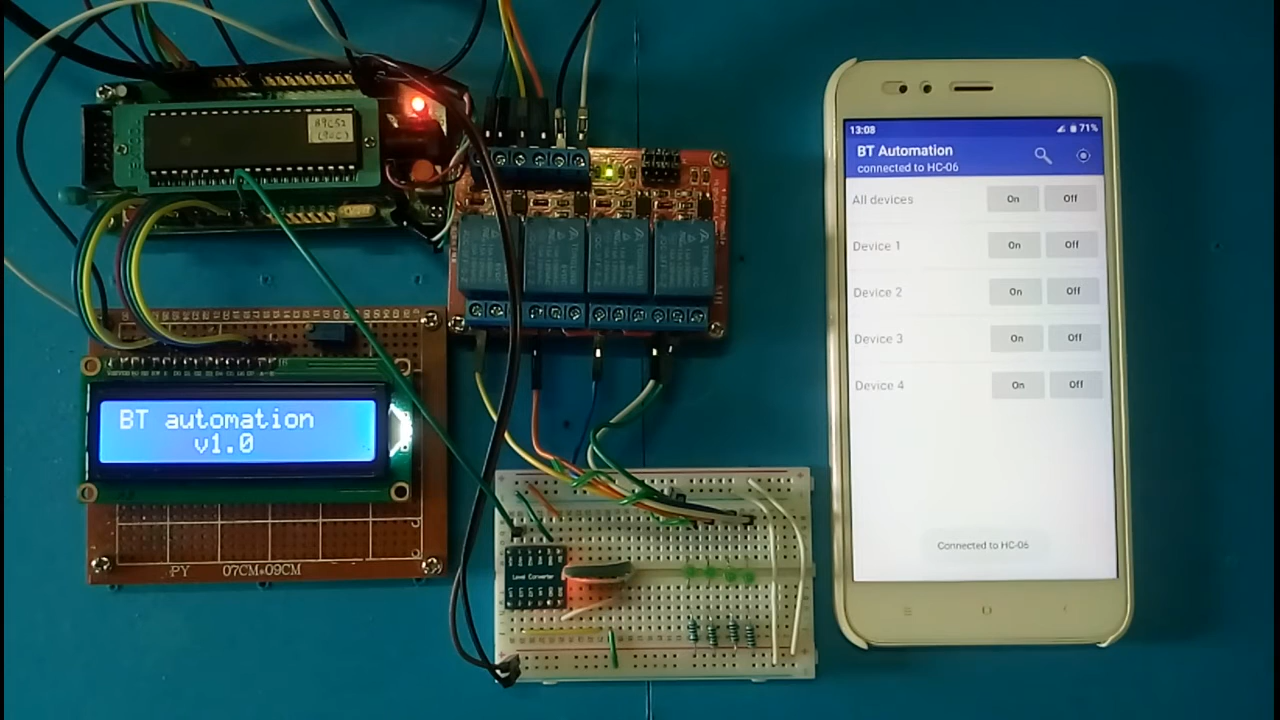 89C52
BT automation
v1.0
PY 07CM*09CM
Level Converter
13:08
71%
BT Automation
connected to HC-06
All devices On Off
Device 1 On Off
Device 2 On Off
Device 3 On Off
Device 4 On Off
Connected to HC-06